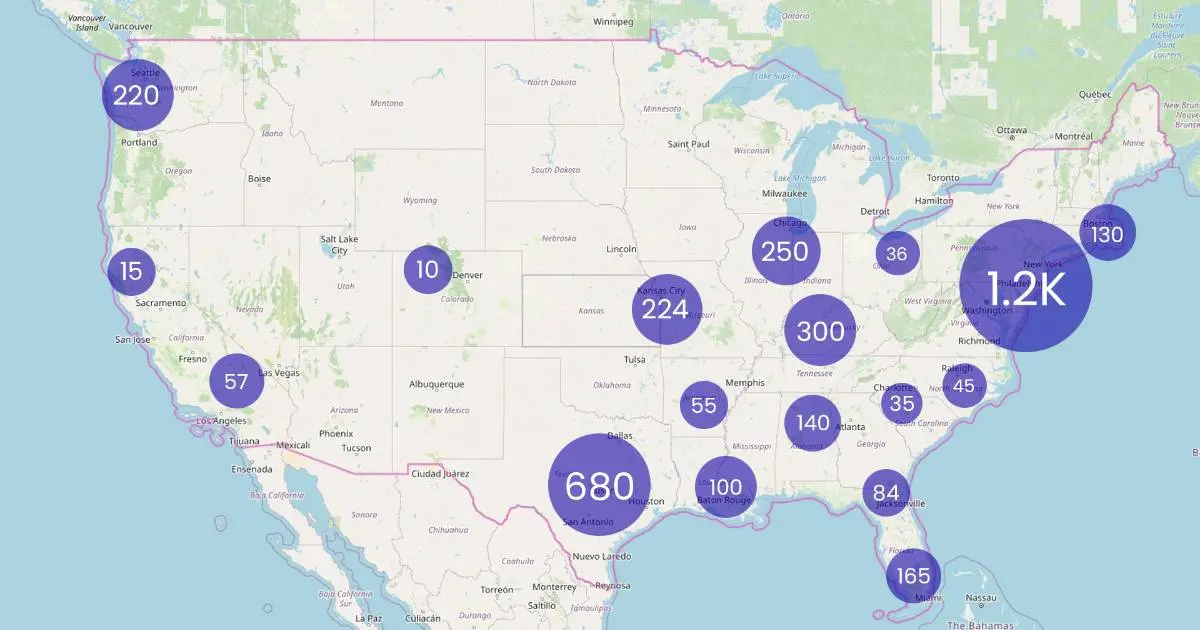 Vancouver
Island
Vancouver
Winnipeg
Ontario
Estuaire
Maritime
du Fleuve
Saint
Laurent
Seattle
220
Washington
Portland
Montana
North Dakota
Minnesota
Lake Superior
Québec
New Brun
Ottawa
Montréal
Maine
Idaho
Oregon
Boise
South Dakota
Saint Paul
Wisconsin
Michigan
Lake Huron
Lake Michigan
Toronto
Hamilton
Milwaukee
Detroit
New York
Wyoming
Iowa
Chicago
250
36
Ohio
Pennsylvania
Boston
130
Salt Lake
City
Nebraska
Lincoln
15
10
Denver
Utah
Colorado
Illinois
Indiana
New York
1.2K
Philadelphia
Washington
Sacramento
Nevada
Kansas City
224
Missouri
Kansas
300
West Virginia
Virginia
Richmond
San Jose
California
Fresno
57
Las Vegas
Tulsa
Tennessee
Raleigh
45
Albuquerque
Oklahoma
Memphis
Charlotte
35
55
Arizona
New Mexico
Los Angeles
Phoenix
Tucson
140
Atlanta
Alabama
South Carolina
Georgia
Mississippi
Dallas
Tijuana
Mexicali
Ensenada
Ciudad Juárez
680
Houston
100
Baton Rouge
84
Jacksonville
Baja California
Sonora
Chihuahua
San Antonio
Florida
165
Miami
Coahuila
Nuevo Laredo
Reynosa
Monterrey
Torreón
Saltillo
Tamaulipas
Durango
Baja California
Sur
La Paz
Culiacán
Nassau
The Bahamas